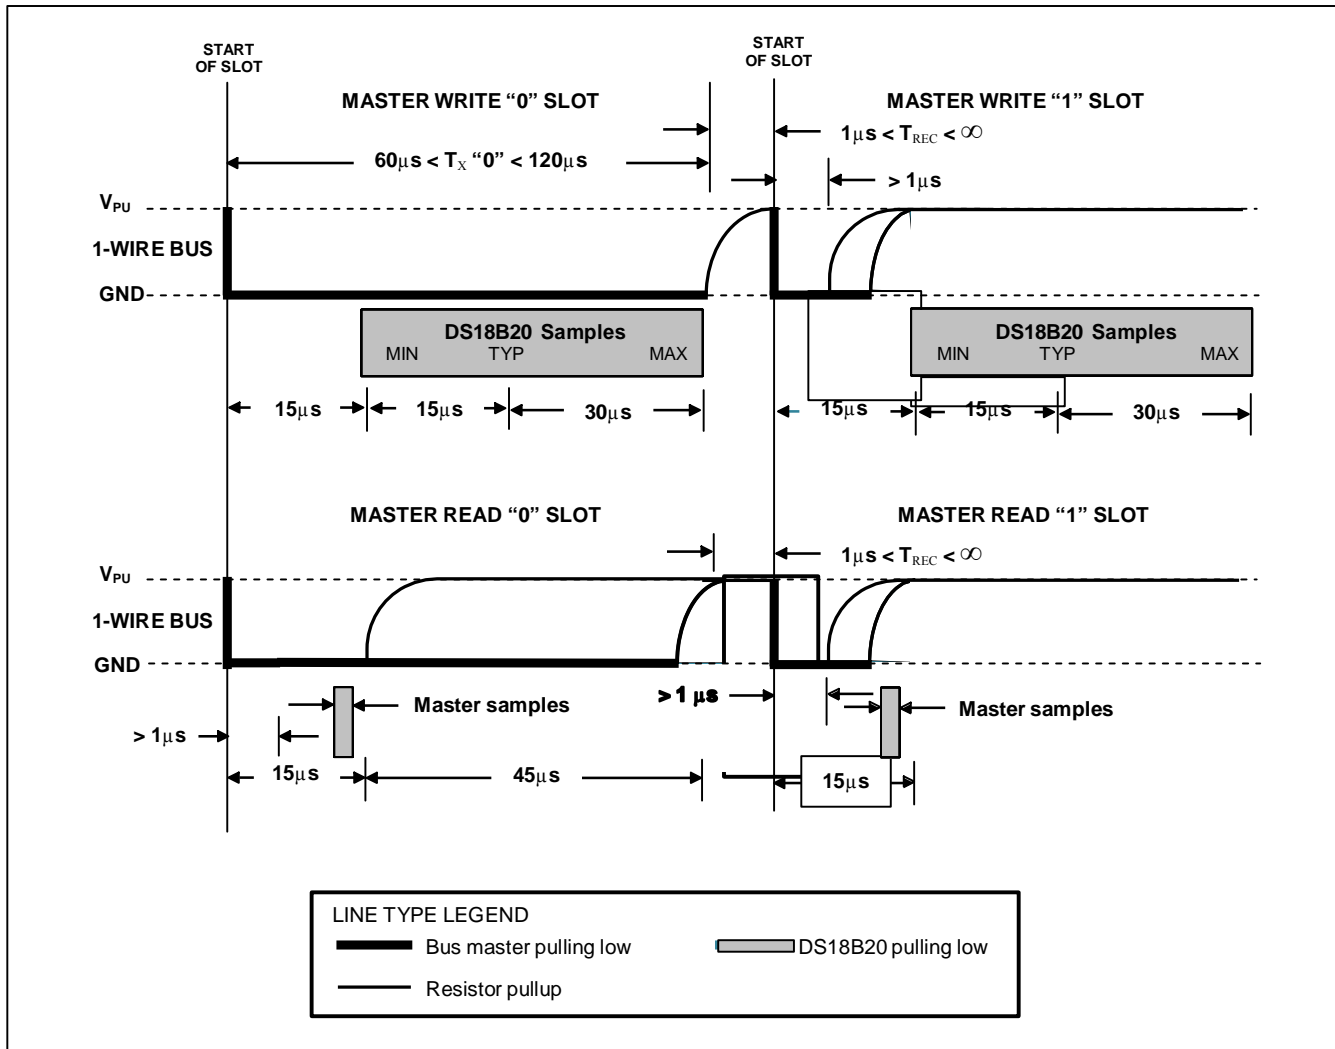 START
OF SLOT
START
OF SLOT
MASTER WRITE “0” SLOT
MASTER WRITE “1” SLOT
1μs < TREC < ∞
60μs < TX “0” < 120μs
> 1μs
VPU
1-WIRE BUS
GND
DS18B20 Samples
MIN TYP MAX
DS18B20 Samples
MIN TYP MAX
15μs 15μs 30μs
15μs 15μs 30μs
MASTER READ “0” SLOT
MASTER READ “1” SLOT
1μs < TREC < ∞
VPU
1-WIRE BUS
GND
> 1 μs
Master samples
Master samples
> 1μs
15μs 45μs
15μs
LINE TYPE LEGEND
Bus master pulling low
DS18B20 pulling low
Resistor pullup